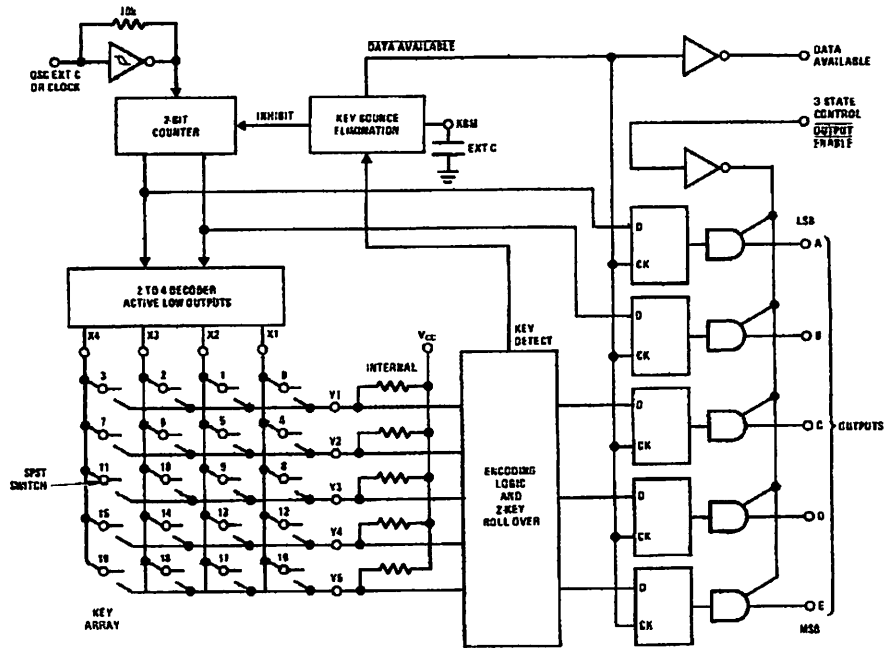 10k
OSC EXT C
OR CLOCK
2-BIT
COUNTER
INHIBIT
DATA AVAILABLE
KEY BOUNCE
ELIMINATION
KBM
EXT C
DATA
AVAILABLE
3 STATE
CONTROL
OUTPUT
ENABLE
2 TO 4 DECODER
ACTIVE LOW OUTPUTS
X4 X3 X2 X1
VCC
KEY
DETECT
INTERNAL
3 2 1 0 Y1
7 6 5 4 Y2
11 10 9 8 Y3
15 14 13 12 Y4
19 18 17 16 Y5
SPST
SWITCH
KEY
ARRAY
ENCODING
LOGIC
AND
2-KEY
ROLL OVER
D
CK
LSB
A
D
CK
B
D
CK
C
OUTPUTS
D
CK
D
D
CK
E
MSB